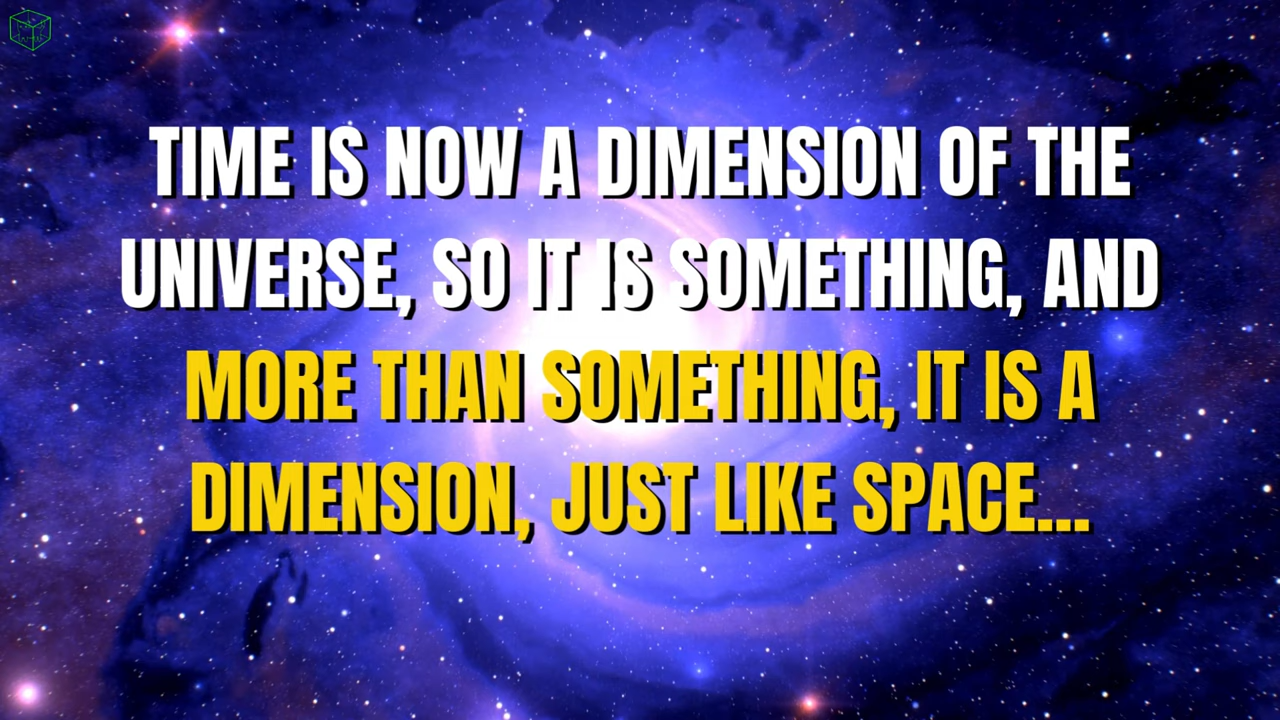 TIME IS NOW A DIMENSION OF THE
UNIVERSE, SO IT IS SOMETHING, AND
MORE THAN SOMETHING, IT IS A
DIMENSION, JUST LIKE SPACE...